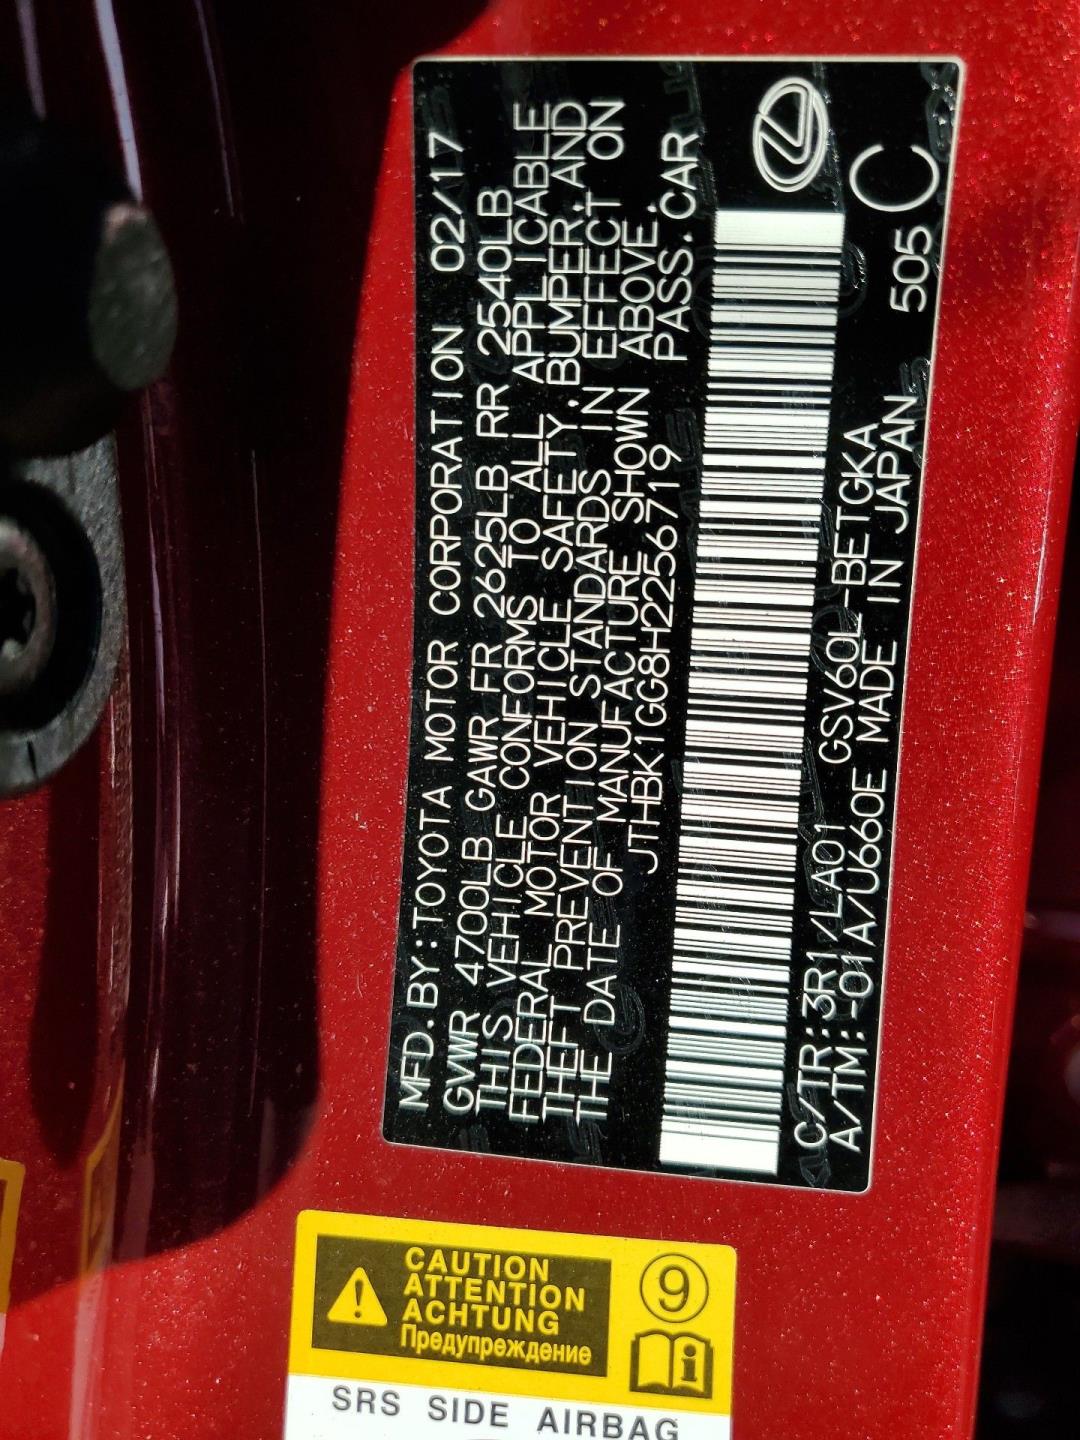 MFD.BY:TOYOTA MOTOR CORPORATION 02/17
GVWR 4700LB GAWR FR 2625LB RR 2540LB
THIS VEHICLE CONFORMS TO ALL APPLICABLE
FEDERAL MOTOR VEHICLE SAFETY,BUMPER,AND
THEFT PREVENTION STANDARDS IN EFFECT ON
THE DATE OF MANUFACTURE SHOWN ABOVE.
JTHBK1GG8H2256719 PASS.CAR
C/TR:3R1/LA01 GSV60L-BETGKA
A/TM:-01A/U660E MADE IN JAPAN 505 C
CAUTION
ATTENTION
ACHTUNG
Предупреждение
9
SRS SIDE AIRBAG